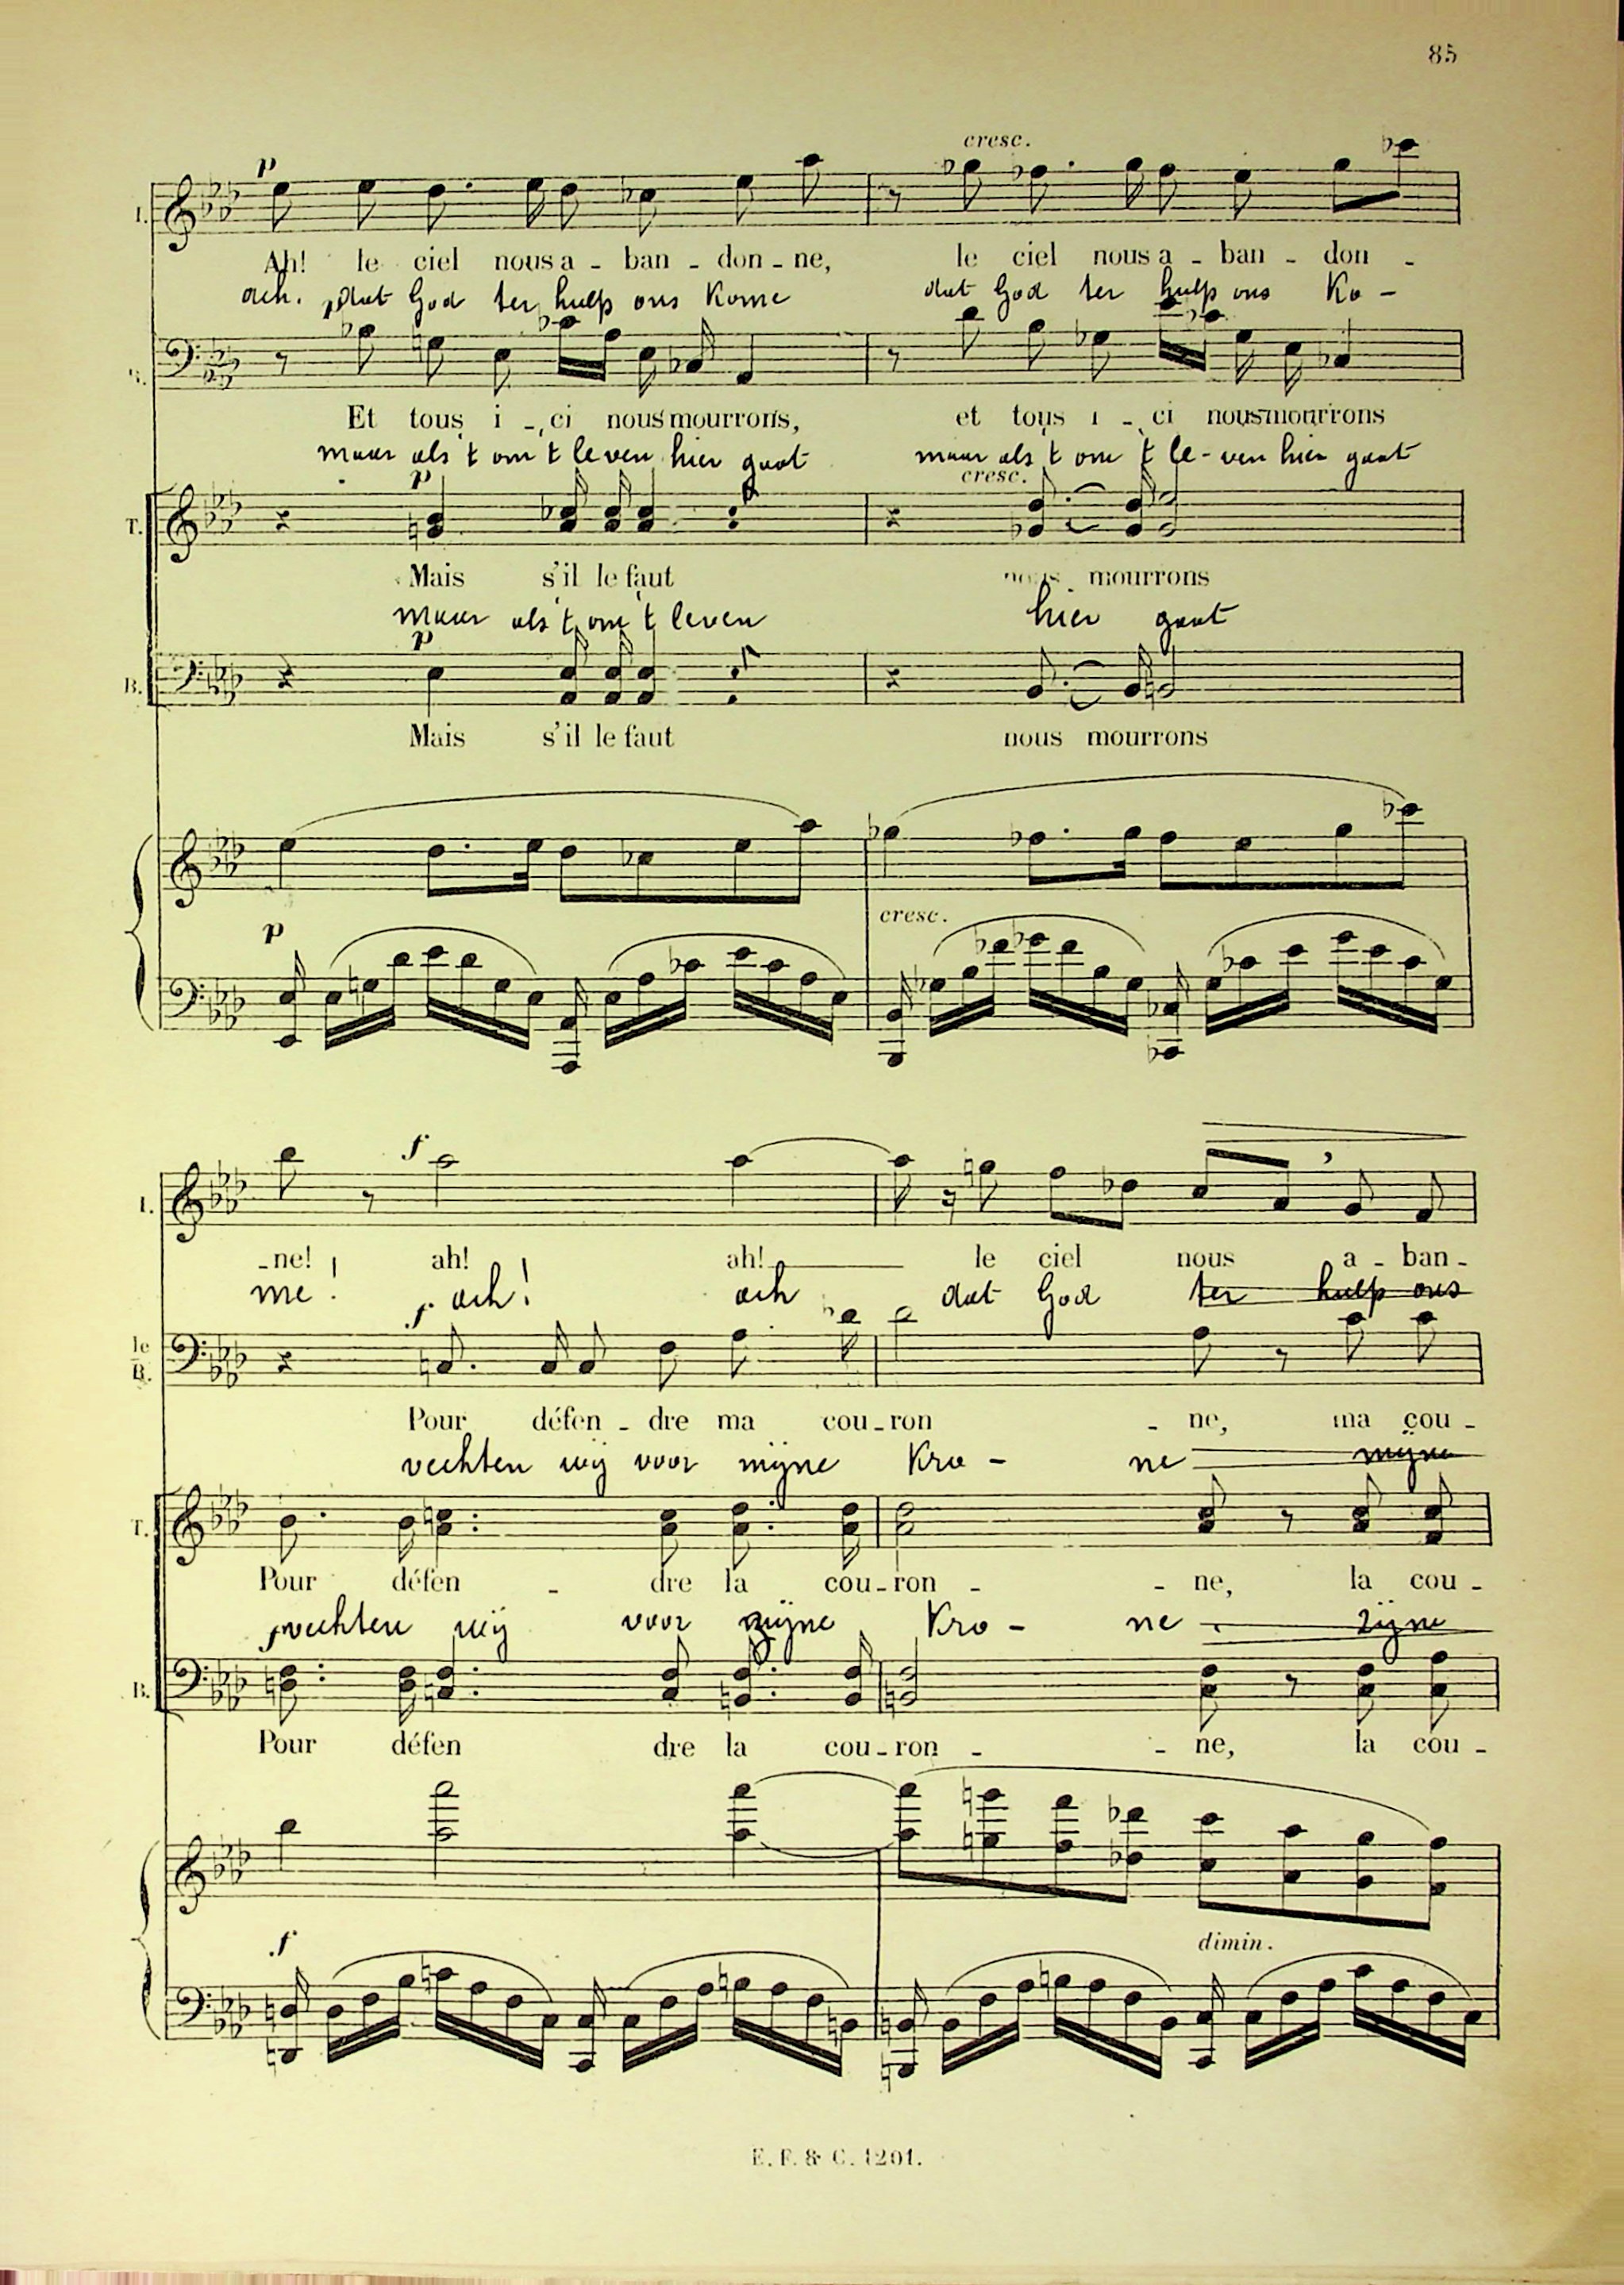 85
p
cresc.
I.
Ah! le ciel nous a - ban - don - ne, le ciel nous a - ban - don -
ach. dat God ter hulp ons kome dat God ter hulp ons Ko -
Et tous i - ci nous mourrons, et tous i - ci nous mourrons
maar als 't om 't leven hier gaat maar als 't om 't le - ven hier gaat
p cresc.
T.
Mais s'il le faut nous mourrons
maar als 't om 't leven hier gaat
p
B.
Mais s'il le faut nous mourrons
cresc.
p
f
I.
- ne! ah! ah! le ciel nous a - ban -
me! ach! ach dat God ter hulp ons
f
le B.
Pour défen - dre ma cou - ron - ne, ma cou -
vechten wij voor mijne Kro - ne mijne
T.
Pour défen - dre la cou - ron - - ne, la cou -
vechten wij voor zijne Kro - ne zijne
B.
Pour défen dre la cou - ron - - ne, la cou -
f dimin.
E. F. & C. 1201.